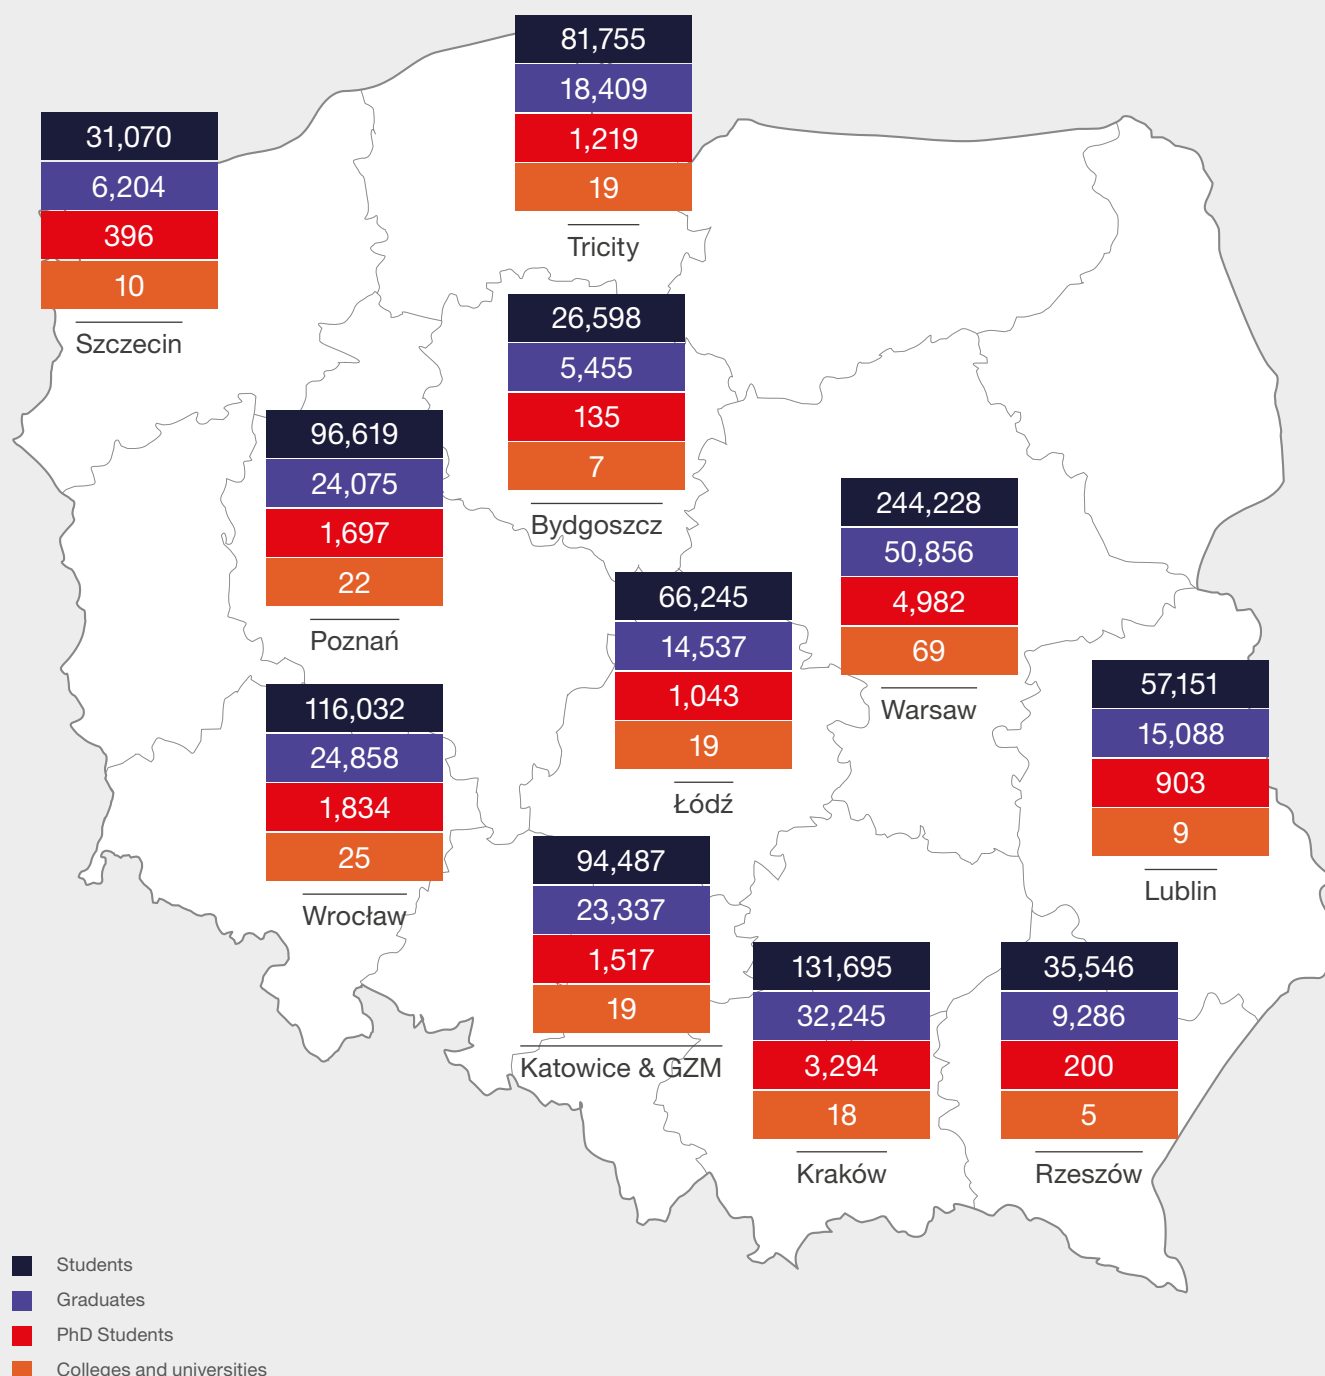 81,755
18,409
1,219
19
Tricity
31,070
6,204
396
10
Szczecin
26,598
5,455
135
7
Bydgoszcz
96,619
24,075
1,697
22
Poznań
244,228
50,856
4,982
69
Warsaw
66,245
14,537
1,043
19
Łódź
57,151
15,088
903
9
Lublin
116,032
24,858
1,834
25
Wrocław
94,487
23,337
1,517
19
Katowice & GZM
131,695
32,245
3,294
18
Kraków
35,546
9,286
200
5
Rzeszów
Students
Graduates
PhD Students
Colleges and universities